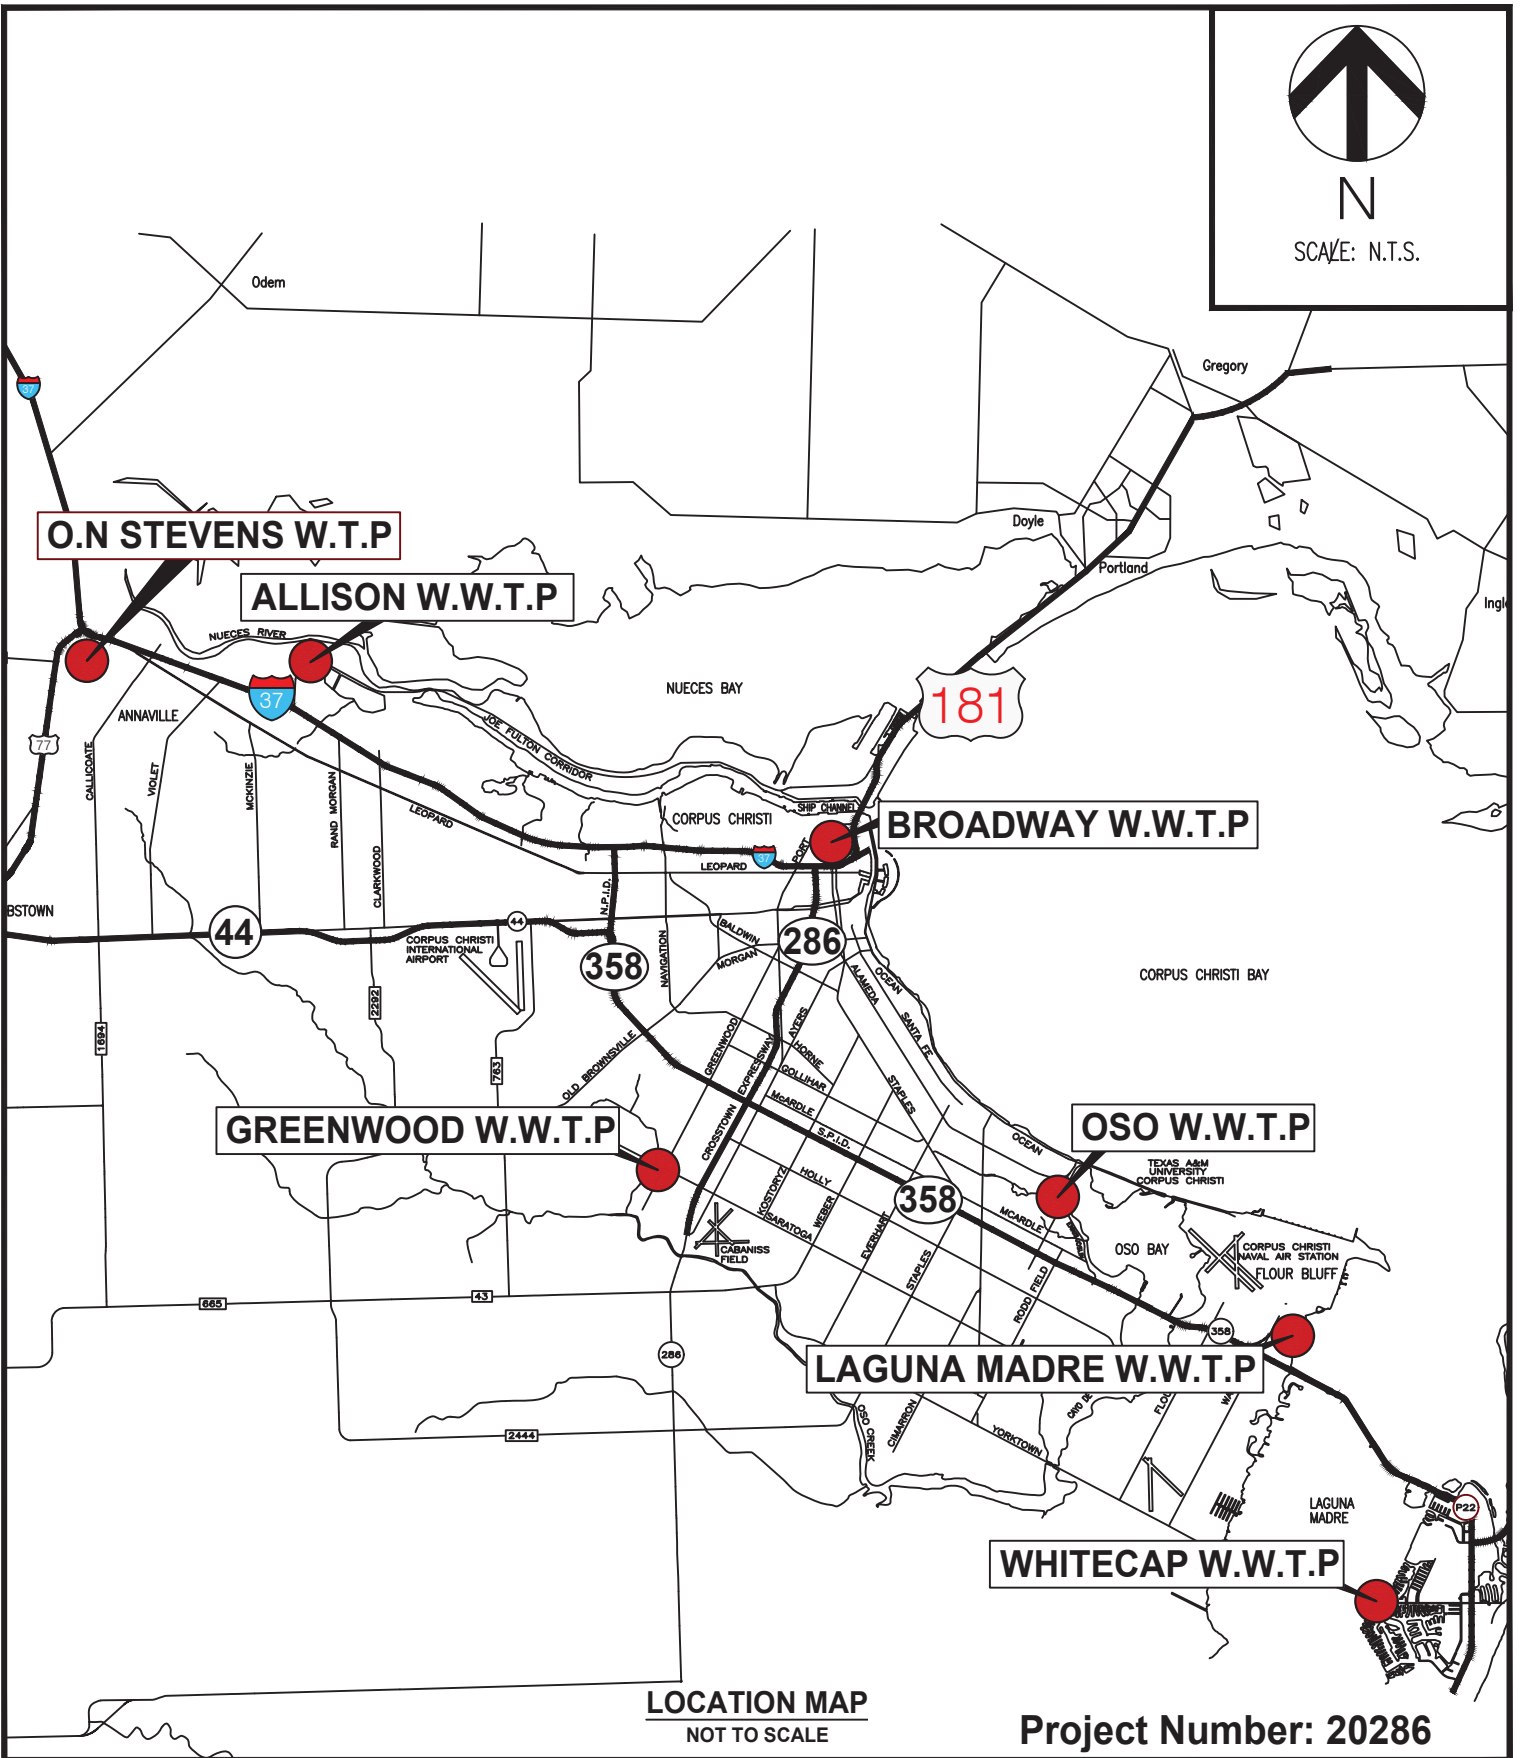 N
SCALE: N.T.S.
Odem
Gregory
37
Doyle
O.N STEVENS W.T.P
Portland
ALLISON W.W.T.P
NUECES RIVER
NUECES BAY
37
181
ANNAVILLE
JOE FULTON CORRIDOR
77
CALLICOATE
VIOLET
MCKINZIE
RAND MORGAN
CLARKWOOD
LEOPARD
CORPUS CHRISTI
SHIP CHANNEL
BROADWAY W.W.T.P
PORT
37
LEOPARD
N.P.I.D.
BSTOWN
44
44
CORPUS CHRISTI
INTERNATIONAL
AIRPORT
358
NAVIGATION
BALDWIN
MORGAN
286
ALAMEDA
OCEAN
SANTA FE
CORPUS CHRISTI BAY
2292
1694
763
OLD BROWNSVILLE
GREENWOOD
CROSSTOWN
EXPRESSWAY
AYERS
HORNE
GOLLIHAR
McARDLE
S.P.I.D.
STAPLES
GREENWOOD W.W.T.P
OCEAN
OSO W.W.T.P
TEXAS A&M
UNIVERSITY
CORPUS CHRISTI
KOSTORYZ
HOLLY
WEBER
SARATOGA
358
EVERHART
STAPLES
MCARDLE
RODD FIELD
OSO BAY
CABANISS
FIELD
CORPUS CHRISTI
NAVAL AIR STATION
FLOUR BLUFF
665
43
286
358
LAGUNA MADRE W.W.T.P
OSO CREEK
CIMARRON
YORKTOWN
2444
LAGUNA
MADRE
P22
WHITECAP W.W.T.P
LOCATION MAP
NOT TO SCALE
Project Number: 20286